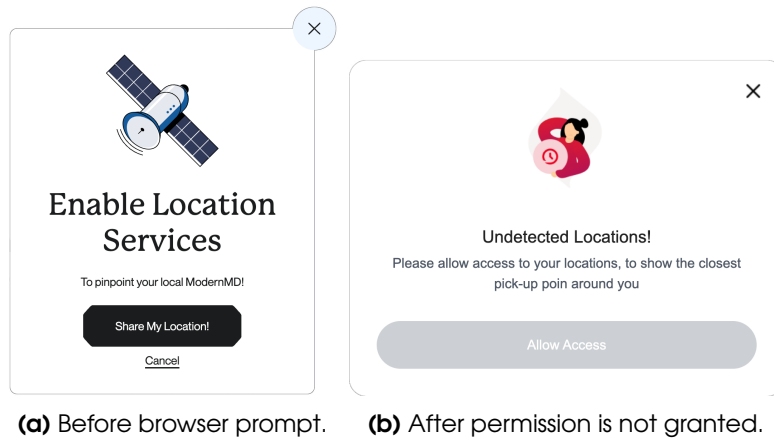 Enable Location
Services
To pinpoint your local ModernMD!
Share My Location!
Cancel
Undetected Locations!
Please allow access to your locations, to show the closest
pick-up poin around you
Allow Access
(a) Before browser prompt.
(b) After permission is not granted.